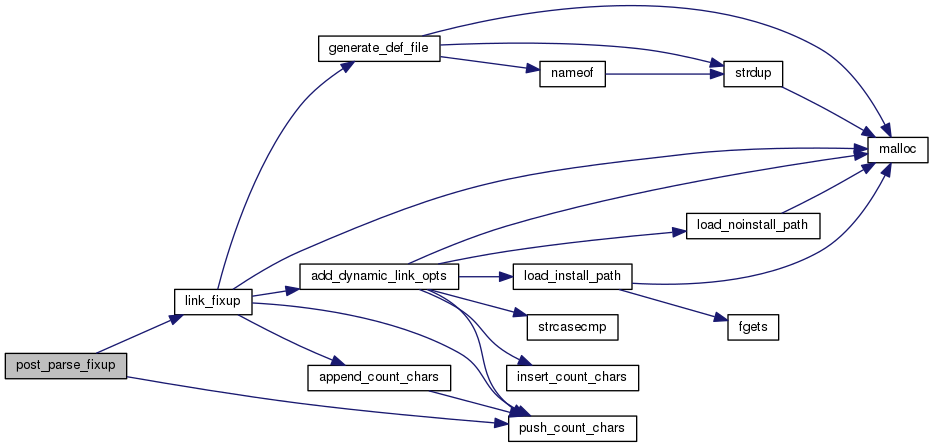 generate_def_file
nameof
strdup
malloc
load_noinstall_path
add_dynamic_link_opts
load_install_path
link_fixup
strcasecmp
fgets
post_parse_fixup
append_count_chars
insert_count_chars
push_count_chars